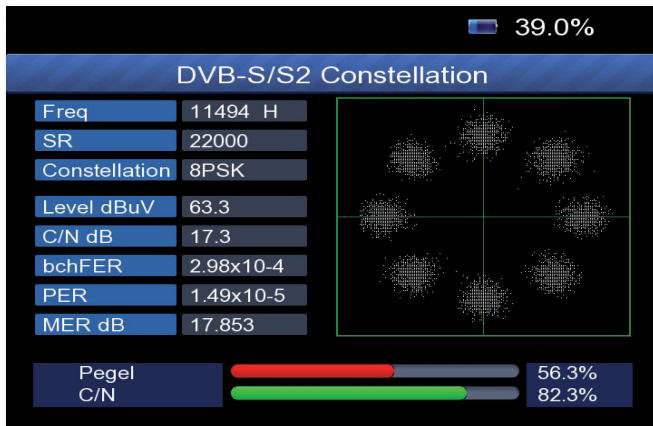 39.0%
DVB-S/S2 Constellation
Freq 11494 H
SR 22000
Constellation 8PSK
Level dBuV 63.3
C/N dB 17.3
bchFER 2.98x10-4
PER 1.49x10-5
MER dB 17.853
Pegel 56.3%
C/N 82.3%